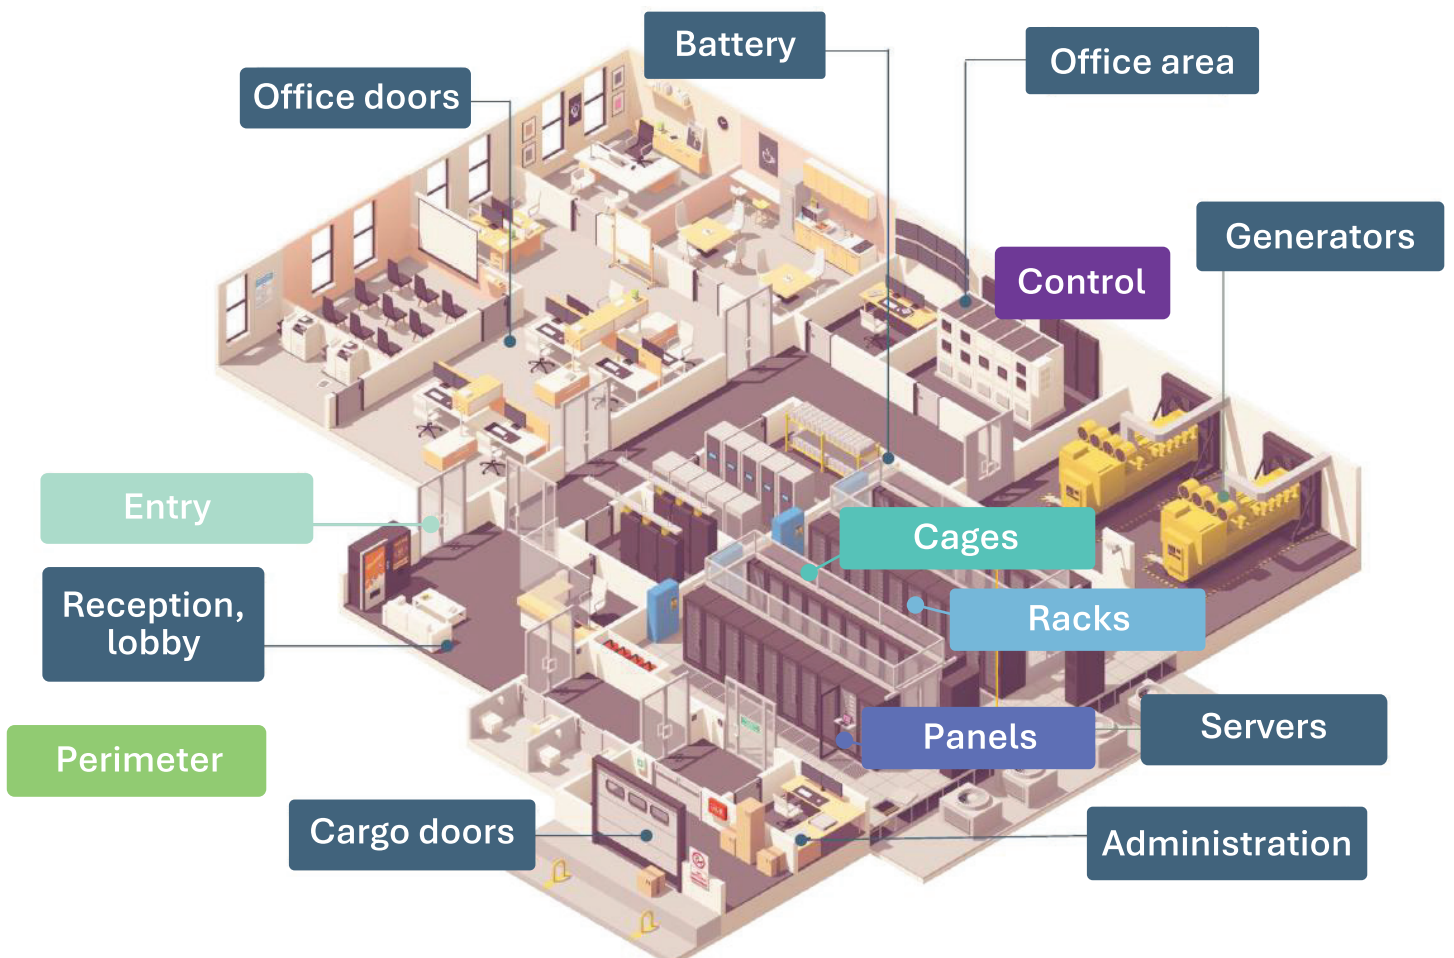 Battery
Office area
Office doors
Generators
Control
Entry
Cages
Reception,
lobby
Racks
Perimeter
Panels
Servers
Cargo doors
Administration